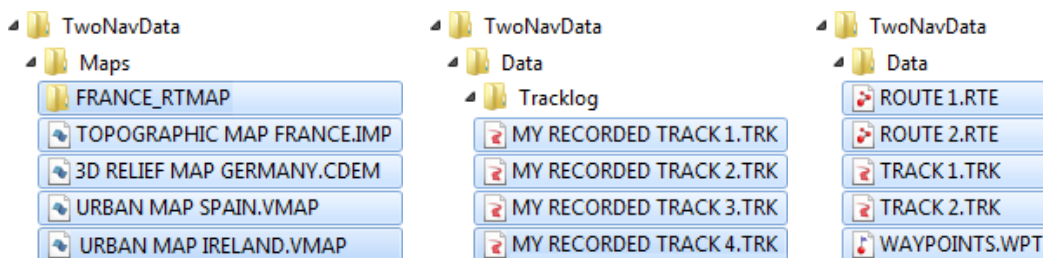 TwoNavData
Maps
FRANCE_RTMAP
TOPOGRAPHIC MAP FRANCE.IMP
3D RELIEF MAP GERMANY.CDEM
URBAN MAP SPAIN.VMAP
URBAN MAP IRELAND.VMAP
TwoNavData
Data
Tracklog
MY RECORDED TRACK 1.TRK
MY RECORDED TRACK 2.TRK
MY RECORDED TRACK 3.TRK
MY RECORDED TRACK 4.TRK
TwoNavData
Data
ROUTE 1.RTE
ROUTE 2.RTE
TRACK 1.TRK
TRACK 2.TRK
WAYPOINTS.WPT